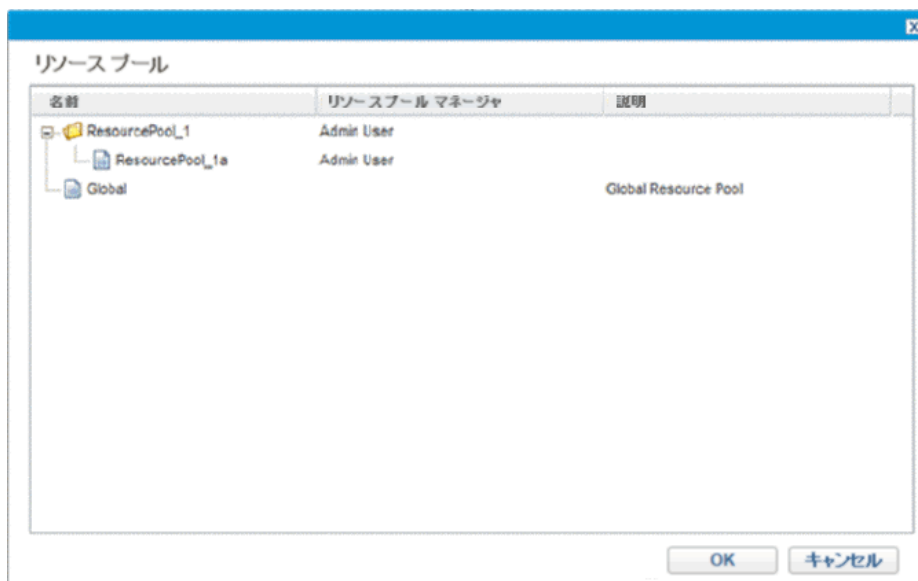 リソース プール
名前 リソースプール マネージャ 説明
ResourcePool_1 Admin User
ResourcePool_1a Admin User
Global Global Resource Pool
OK キャンセル